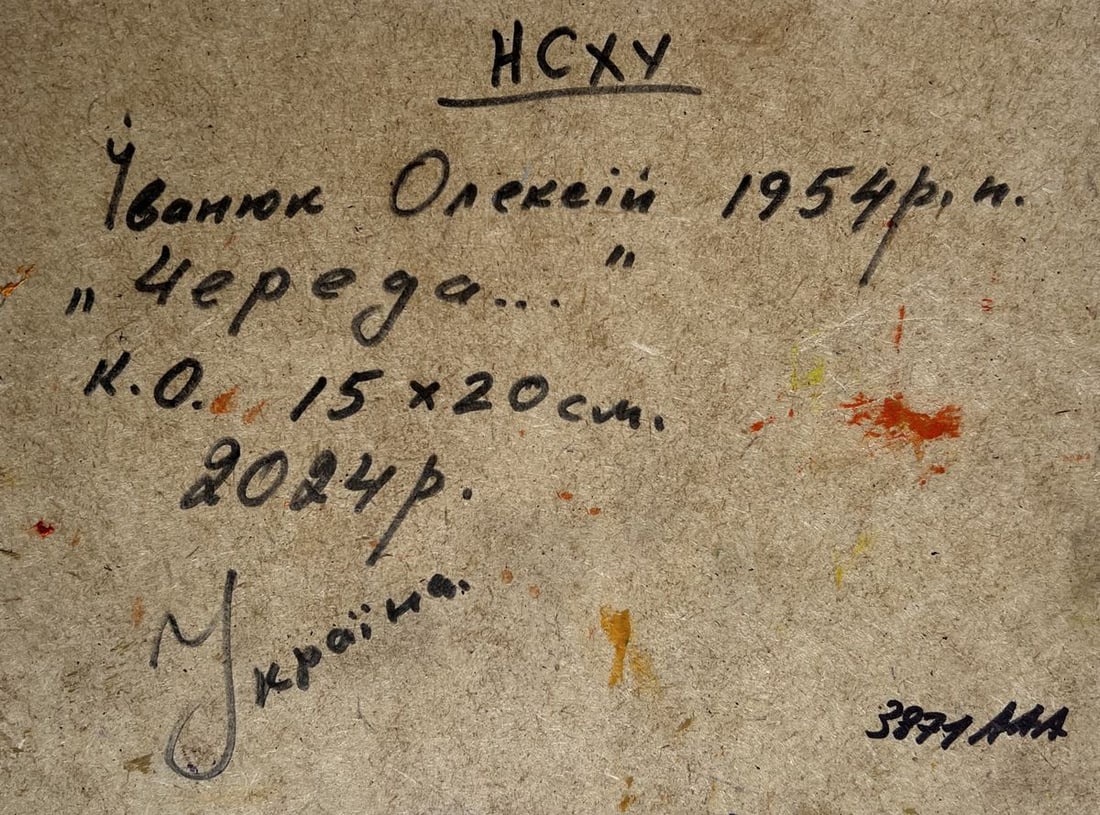 НСХУ
Іванюк Олексій 1954р.н.
„Череда..."
к.О. 15 х 20см.
2024р.
Україна.
3871 ААА